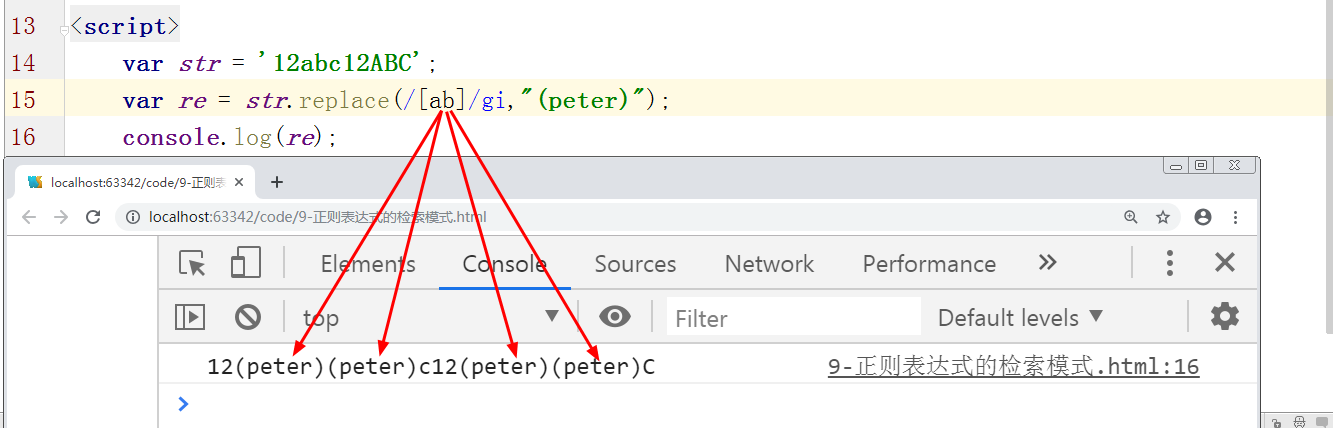 13 <script>
14 var str = '12abc12ABC';
15 var re = str.replace(/[ab]/gi,"(peter)");
16 console.log(re);
localhost:63342/code/9-正则表
localhost:63342/code/9-正则表达式的检索模式.html
Elements Console Sources Network Performance
top Filter Default levels
12(peter)(peter)c12(peter)(peter)C 9-正则表达式的检索模式.html:16